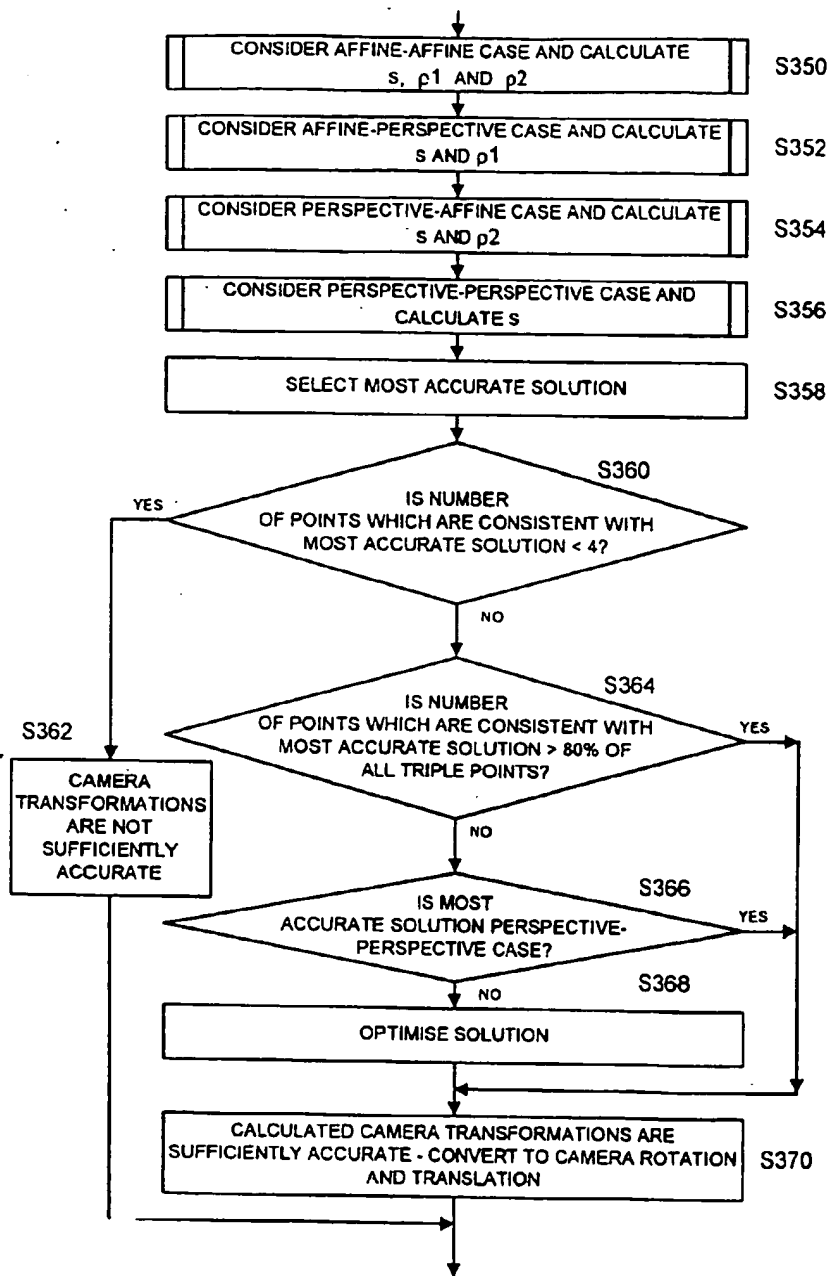 CONSIDER AFFINE-AFFINE CASE AND CALCULATE
s, ρ1 AND ρ2
S350
CONSIDER AFFINE-PERSPECTIVE CASE AND CALCULATE
s AND ρ1
S352
CONSIDER PERSPECTIVE-AFFINE CASE AND CALCULATE
s AND ρ2
S354
CONSIDER PERSPECTIVE-PERSPECTIVE CASE AND
CALCULATE s
S356
SELECT MOST ACCURATE SOLUTION
S358
S360
IS NUMBER
OF POINTS WHICH ARE CONSISTENT WITH
MOST ACCURATE SOLUTION < 4?
YES
NO
S364
IS NUMBER
OF POINTS WHICH ARE CONSISTENT WITH
MOST ACCURATE SOLUTION > 80% OF
ALL TRIPLE POINTS?
YES
NO
S362
CAMERA
TRANSFORMATIONS
ARE NOT
SUFFICIENTLY
ACCURATE
S366
IS MOST
ACCURATE SOLUTION PERSPECTIVE-
PERSPECTIVE CASE?
YES
NO
S368
OPTIMISE SOLUTION
CALCULATED CAMERA TRANSFORMATIONS ARE
SUFFICIENTLY ACCURATE - CONVERT TO CAMERA ROTATION
AND TRANSLATION
S370